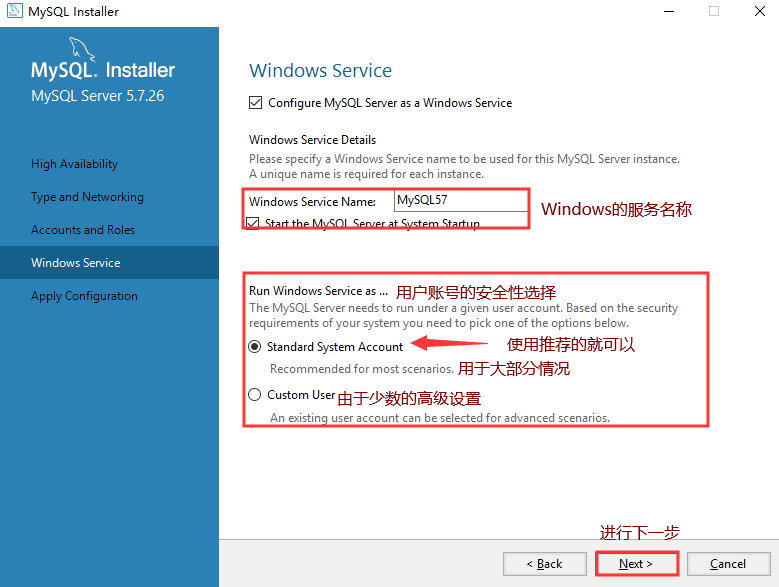 MySQL Installer
MySQL. Installer
MySQL Server 5.7.26
High Availability
Type and Networking
Accounts and Roles
Windows Service
Apply Configuration
Windows Service
Configure MySQL Server as a Windows Service
Windows Service Details
Please specify a Windows Service name to be used for this MySQL Server instance.
A unique name is required for each instance.
Windows Service Name: MySQL57
Windows的服务名称
Start the MySQL Server at System Startup
Run Windows Service as ... 用户账号的安全性选择
The MySQL Server needs to run under a given user account. Based on the security
requirements of your system you need to pick one of the options below.
Standard System Account 使用推荐的就可以
Recommended for most scenarios. 用于大部分情况
Custom User 由于少数的高级设置
An existing user account can be selected for advanced scenarios.
进行下一步
< Back Next > Cancel